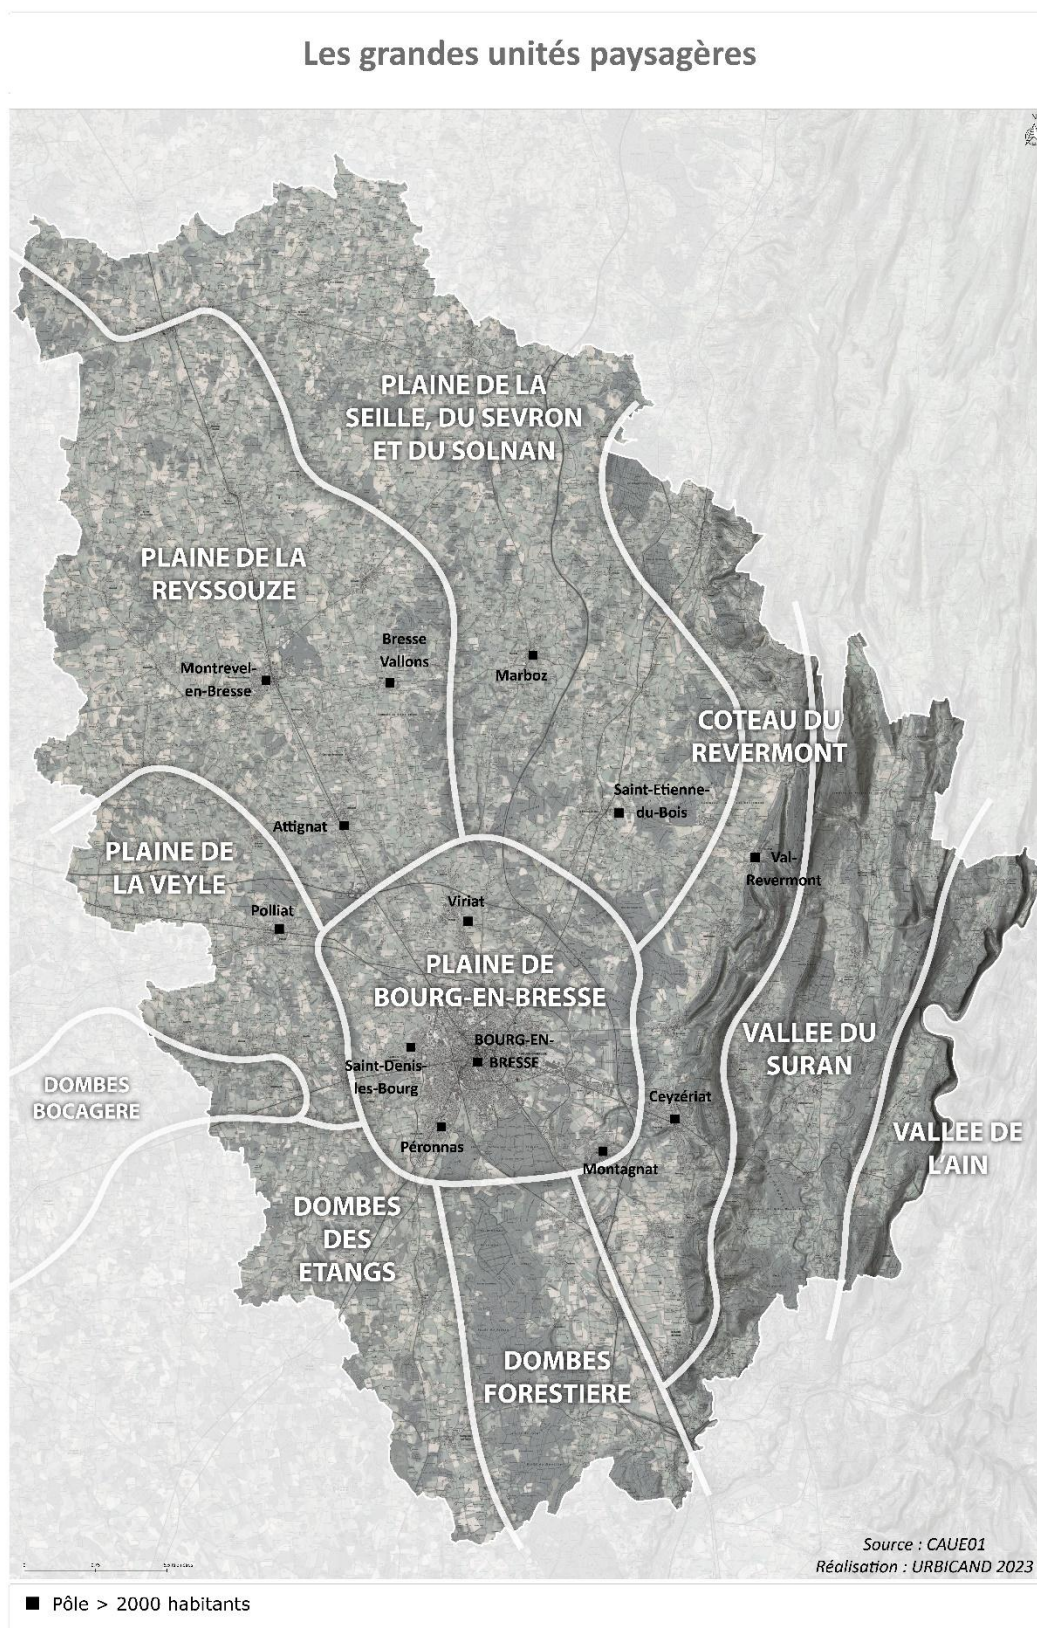 Les grandes unités paysagères
PLAINE DE LA
SEILLE, DU SEVRON
ET DU SOLNAN
PLAINE DE LA
REYSSOUZE
Bresse
Vallons
Montrevel-
en-Bresse
Marboz
COTEAU DU
REVERMONT
Saint-Etienne-
du-Bois
Attignat
PLAINE DE
LA VEYLE
Val-
Revermont
Polliat
Viriat
PLAINE DE
BOURG-EN-BRESSE
VALLEE DU
SURAN
BOURG-EN-
BRESSE
Saint-Denis-
les-Bourg
DOMBES
BOCAGERE
Ceyzériat
VALLEE DE
L'AIN
Péronnas
Montagnat
DOMBES
DES
ETANGS
DOMBES
FORESTIERE
Source : CAUE01
Réalisation : URBICAND 2023
Pôle > 2000 habitants